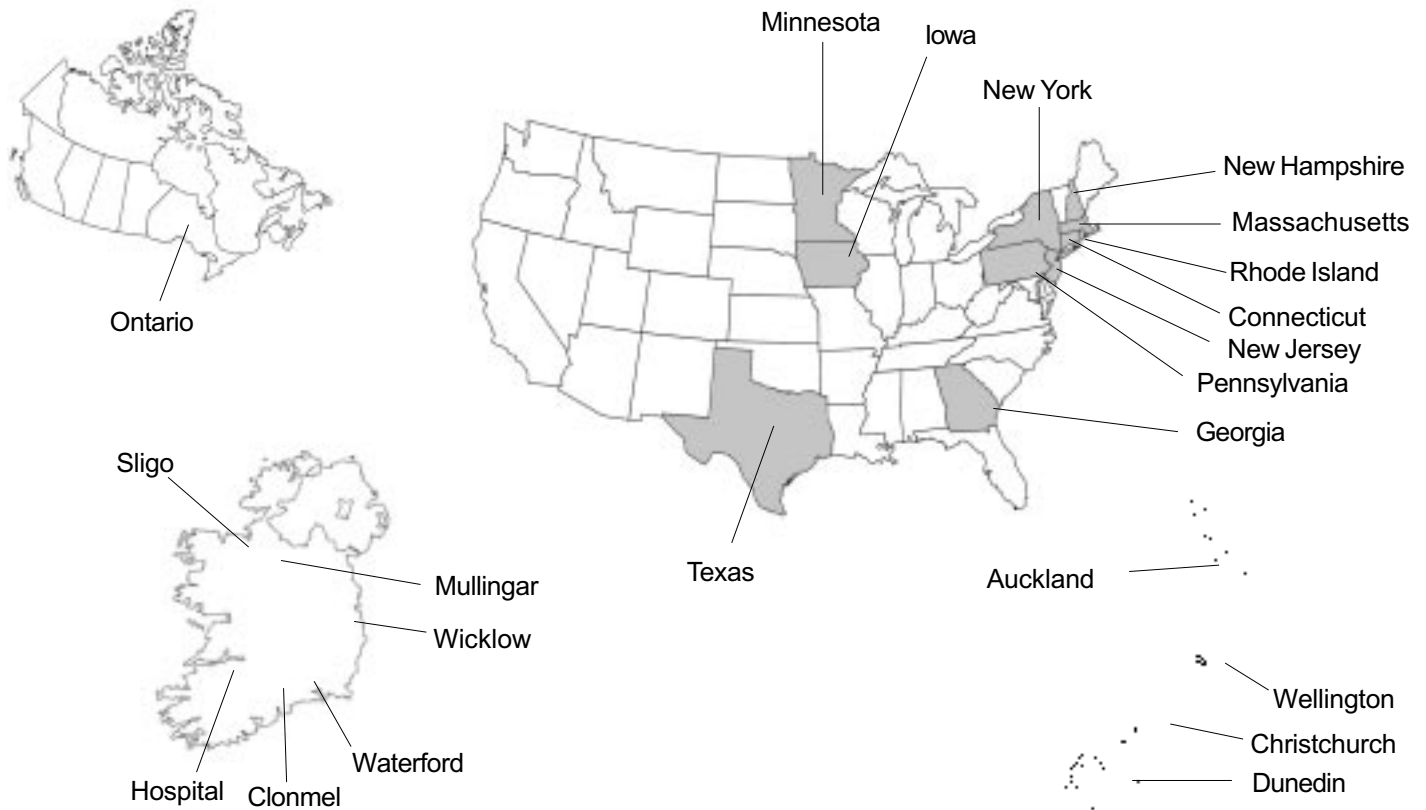 Minnesota
Iowa
New York
New Hampshire
Massachusetts
Rhode Island
Connecticut
New Jersey
Pennsylvania
Georgia
Texas
Ontario
Sligo
Mullingar
Wicklow
Waterford
Clonmel
Hospital
Auckland
Wellington
Christchurch
Dunedin